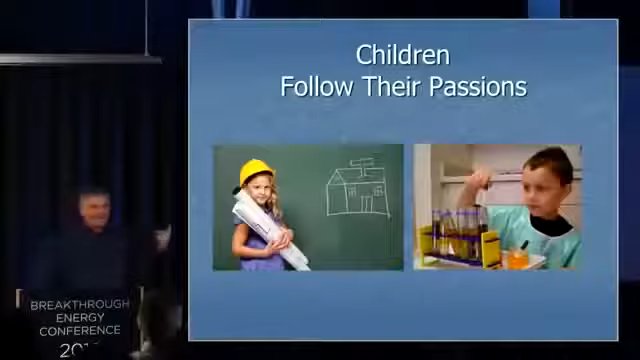 Children
Follow Their Passions
BREAKTHROUGH
ENERGY
CONFERENCE